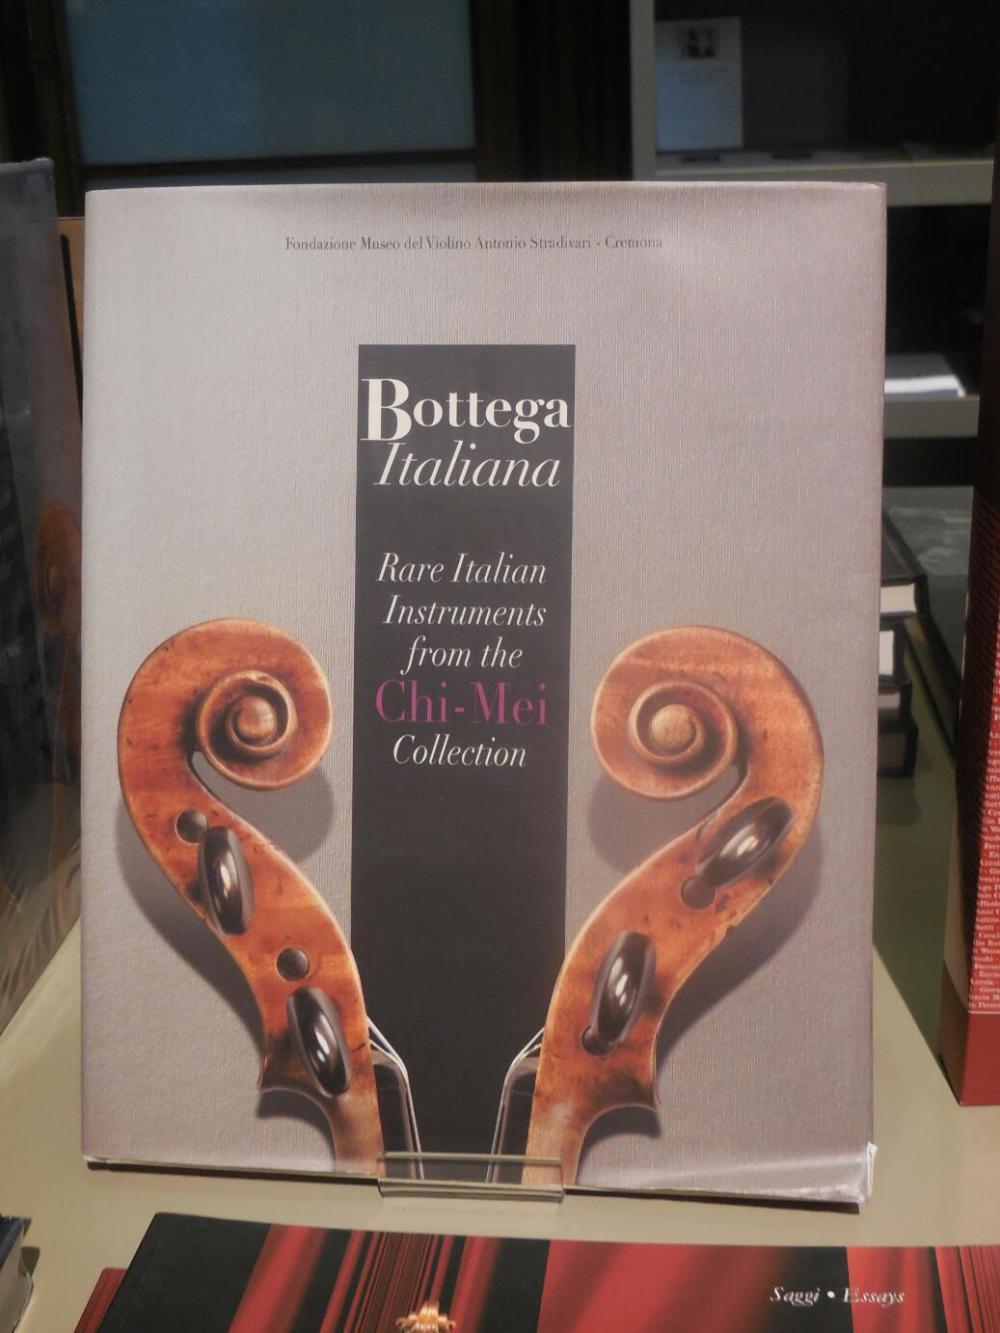 Fondazione Museo del Violino Antonio Stradivari - Cremona
Bottega
Italiana
Rare Italian
Instruments
from the
Chi-Mei
Collection
Saggi • Essays